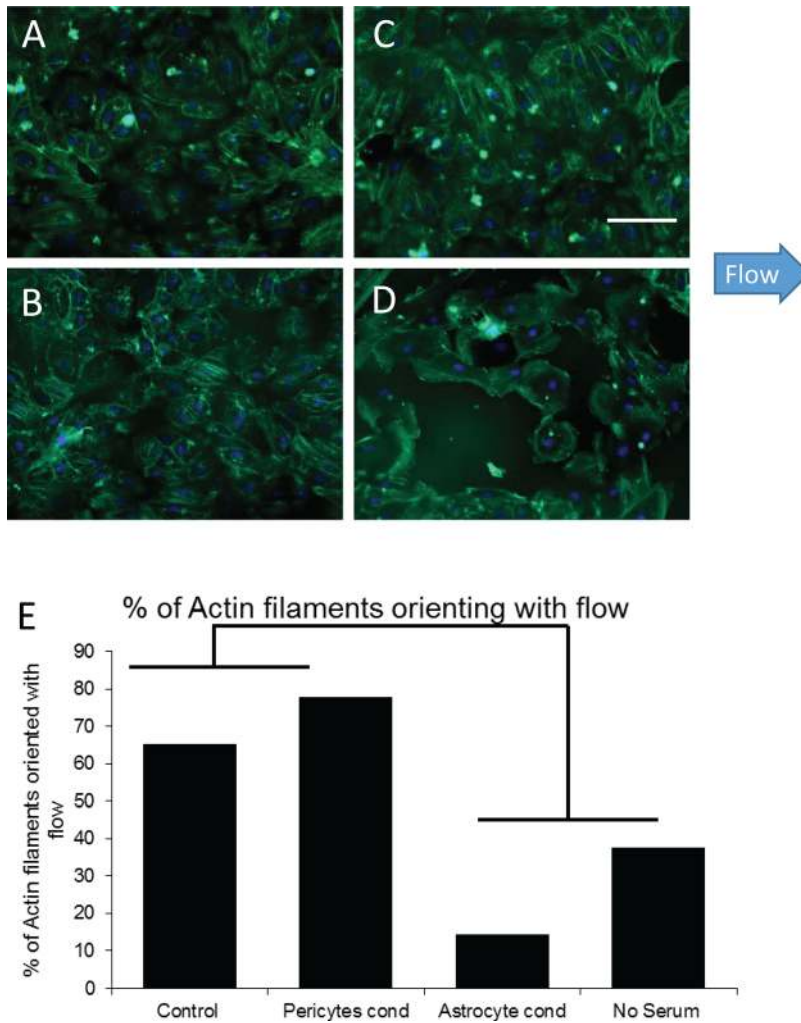 A
C
B
D
Flow
E
% of Actin filaments orienting with flow
% of Actin filaments oriented with
flow
90
80
70
60
50
40
30
20
10
0
Control
Pericytes cond
Astrocyte cond
No Serum